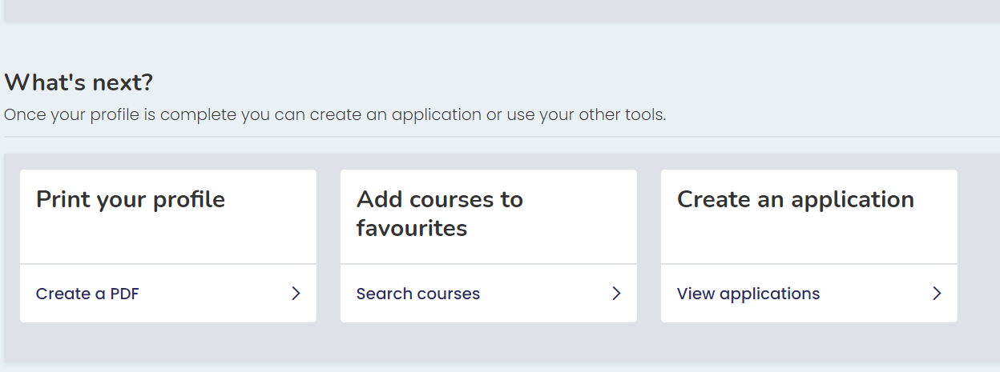 What's next?
Once your profile is complete you can create an application or use your other tools.
Print your profile
Create a PDF
Add courses to
favourites
Search courses
Create an application
View applications